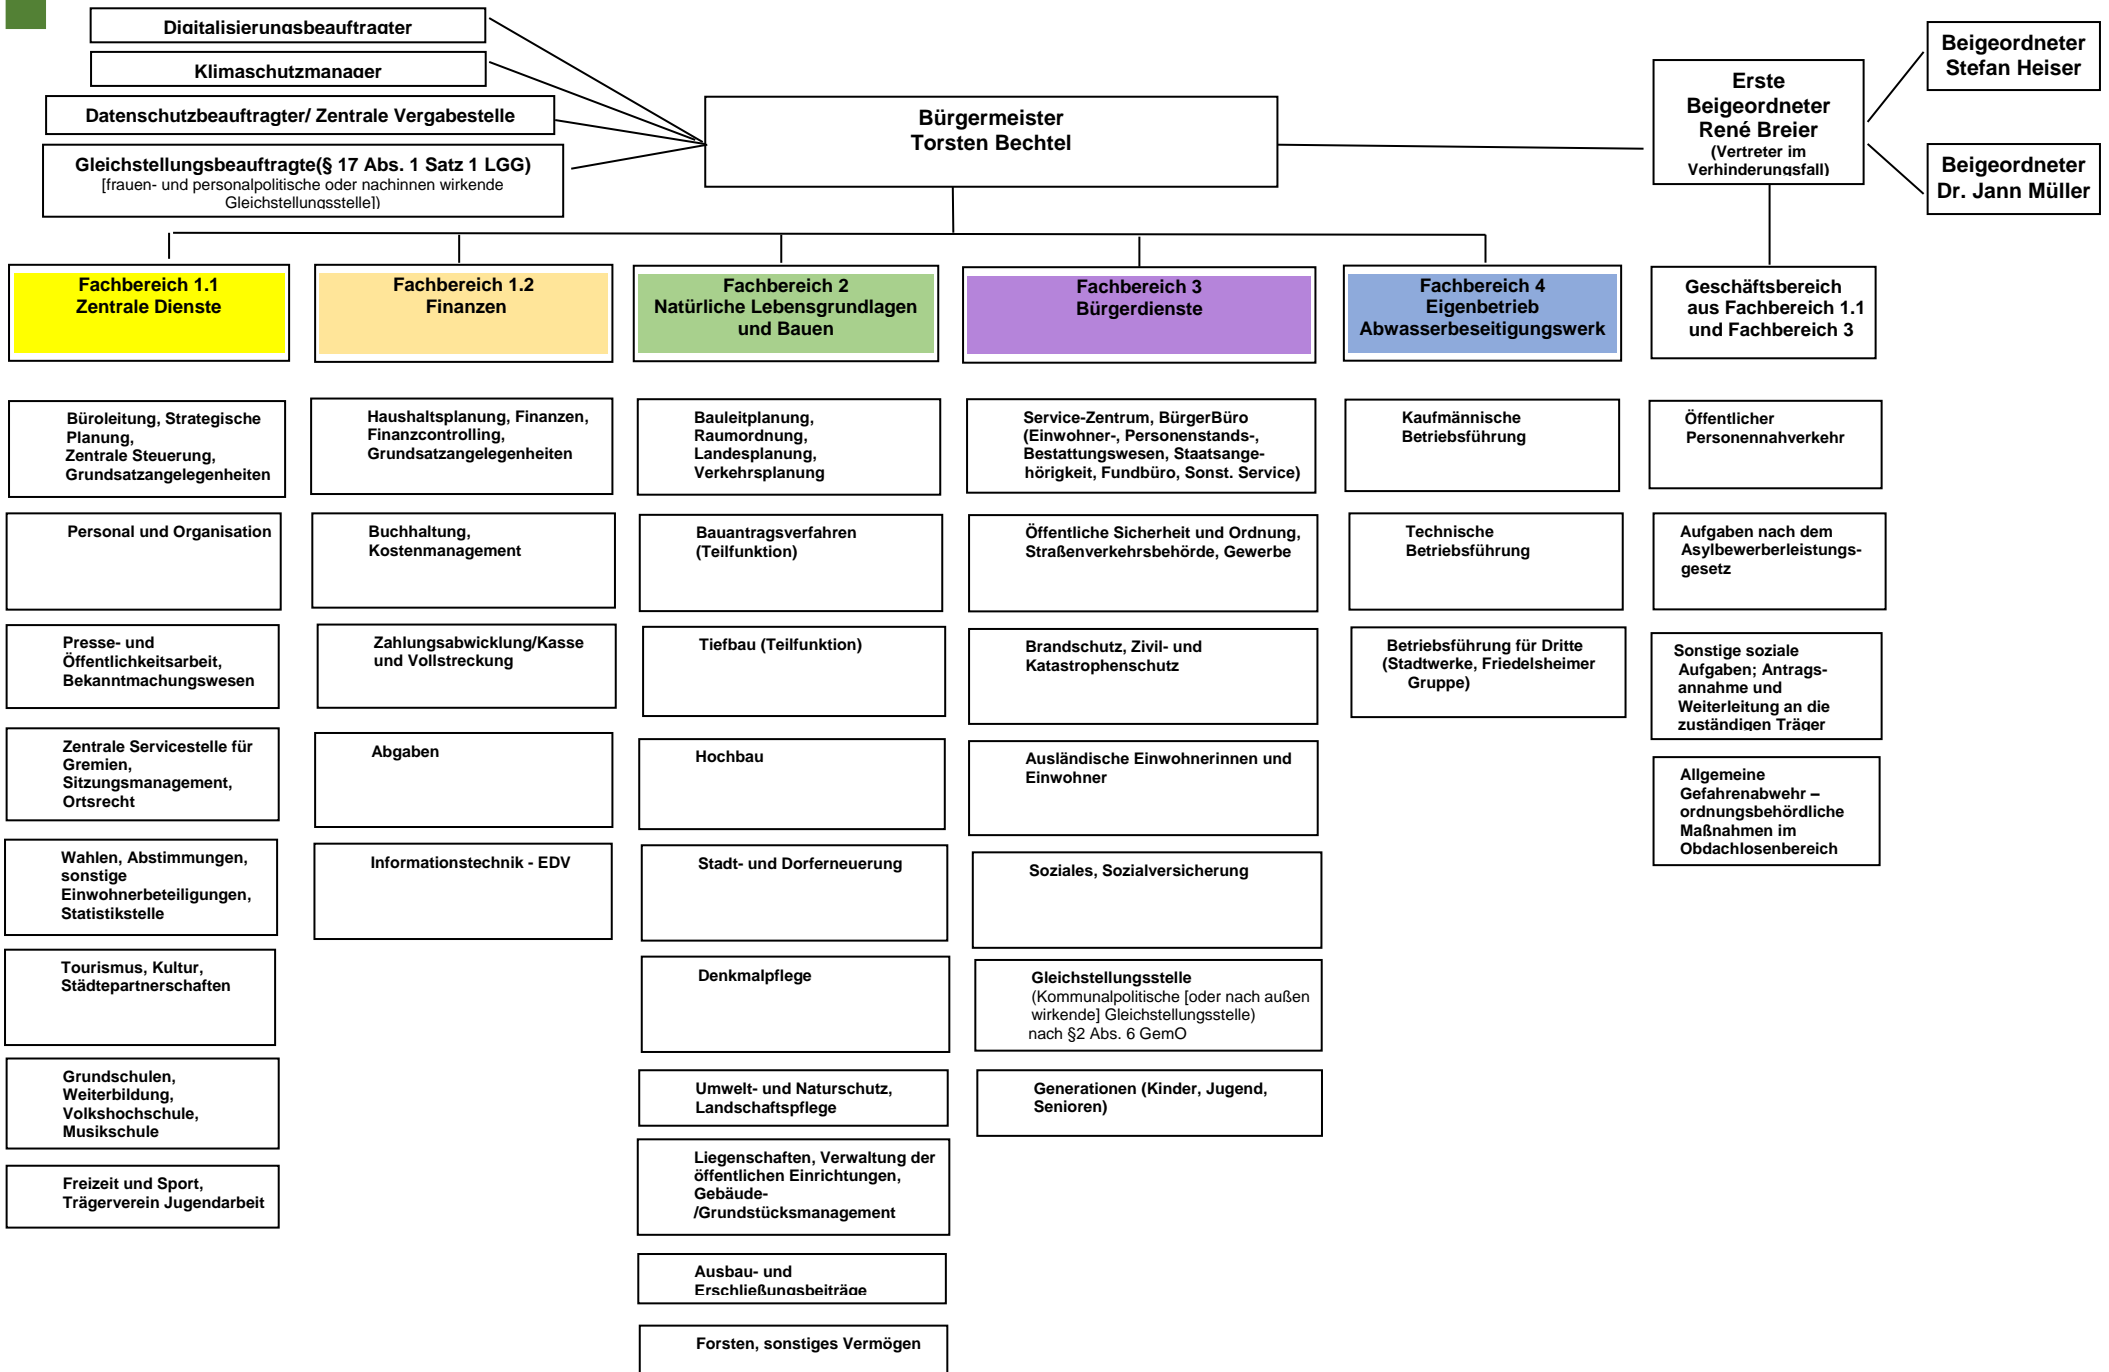 Digitalisierungsbeauftragter
Klimaschutzmanager
Datenschutzbeauftragter/ Zentrale Vergabestelle
Gleichstellungsbeauftragte(§ 17 Abs. 1 Satz 1 LGG)
[frauen- und personalpolitische oder nachinnen wirkende
Gleichstellungsstelle])
Bürgermeister
Torsten Bechtel
Erste
Beigeordneter
René Breier
(Vertreter im
Verhinderungsfall)
Beigeordneter
Stefan Heiser
Beigeordneter
Dr. Jann Müller
Fachbereich 1.1
Zentrale Dienste
Fachbereich 1.2
Finanzen
Fachbereich 2
Natürliche Lebensgrundlagen
und Bauen
Fachbereich 3
Bürgerdienste
Fachbereich 4
Eigenbetrieb
Abwasserbeseitigungswerk
Geschäftsbereich
aus Fachbereich 1.1
und Fachbereich 3
Büroleitung, Strategische
Planung,
Zentrale Steuerung,
Grundsatzangelegenheiten
Personal und Organisation
Presse- und
Öffentlichkeitsarbeit,
Bekanntmachungswesen
Zentrale Servicestelle für
Gremien,
Sitzungsmanagement,
Ortsrecht
Wahlen, Abstimmungen,
sonstige
Einwohnerbeteiligungen,
Statistikstelle
Tourismus, Kultur,
Städtepartnerschaften
Grundschulen,
Weiterbildung,
Volkshochschule,
Musikschule
Freizeit und Sport,
Trägerverein Jugendarbeit
Haushaltsplanung, Finanzen,
Finanzcontrolling,
Grundsatzangelegenheiten
Buchhaltung,
Kostenmanagement
Zahlungsabwicklung/Kasse
und Vollstreckung
Abgaben
Informationstechnik - EDV
Bauleitplanung,
Raumordnung,
Landesplanung,
Verkehrsplanung
Bauantragsverfahren
(Teilfunktion)
Tiefbau (Teilfunktion)
Hochbau
Stadt- und Dorferneuerung
Denkmalpflege
Umwelt- und Naturschutz,
Landschaftspflege
Liegenschaften, Verwaltung der
öffentlichen Einrichtungen,
Gebäude-
/Grundstücksmanagement
Ausbau- und
Erschließungsbeiträge
Forsten, sonstiges Vermögen
Service-Zentrum, BürgerBüro
(Einwohner-, Personenstands-,
Bestattungswesen, Staatsange-
hörigkeit, Fundbüro, Sonst. Service)
Öffentliche Sicherheit und Ordnung,
Straßenverkehrsbehörde, Gewerbe
Brandschutz, Zivil- und
Katastrophenschutz
Ausländische Einwohnerinnen und
Einwohner
Soziales, Sozialversicherung
Gleichstellungsstelle
(Kommunalpolitische [oder nach außen
wirkende] Gleichstellungsstelle)
nach §2 Abs. 6 GemO
Generationen (Kinder, Jugend,
Senioren)
Kaufmännische
Betriebsführung
Technische
Betriebsführung
Betriebsführung für Dritte
(Stadtwerke, Friedelsheimer
Gruppe)
Öffentlicher
Personennahverkehr
Aufgaben nach dem
Asylbewerberleistungs-
gesetz
Sonstige soziale
Aufgaben; Antrags-
annahme und
Weiterleitung an die
zuständigen Träger
Allgemeine
Gefahrenabwehr –
ordnungsbehördliche
Maßnahmen im
Obdachlosenbereich